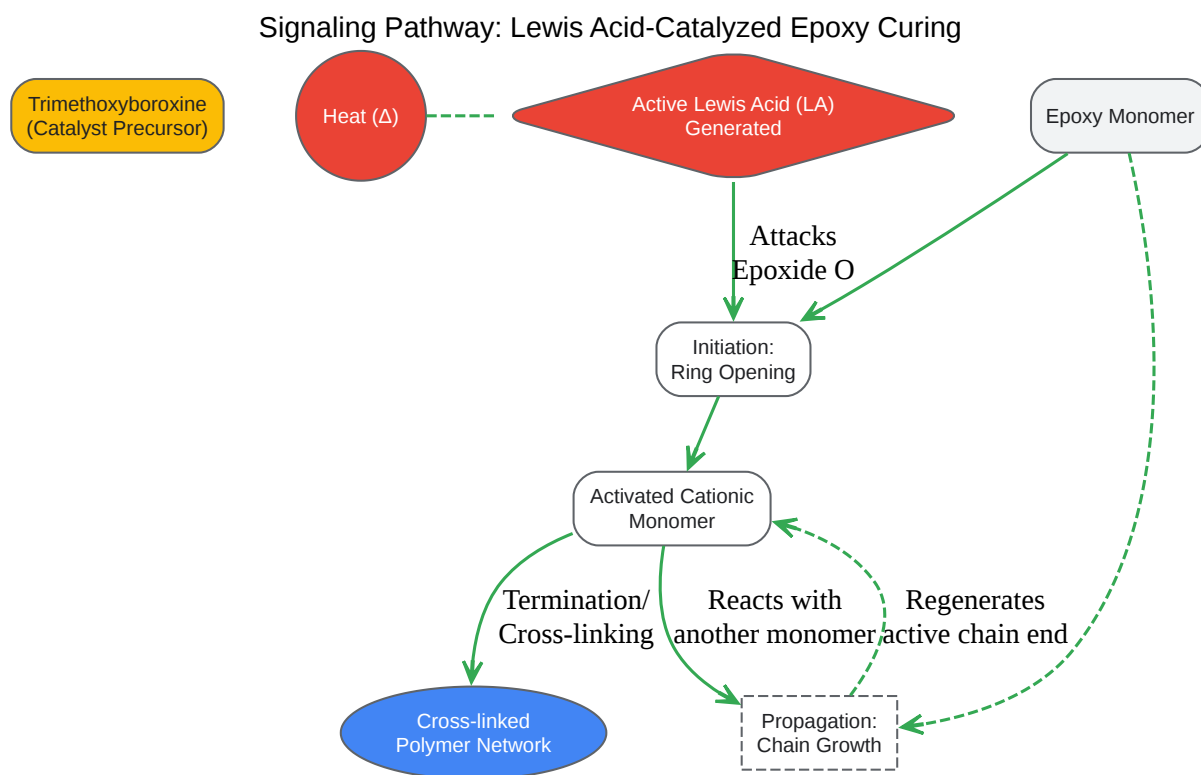 Signaling Pathway: Lewis Acid-Catalyzed Epoxy Curing
Trimethoxyboroxine
(Catalyst Precursor)
Heat (Δ)
Active Lewis Acid (LA)
Generated
Epoxy Monomer
Attacks
Epoxide O
Initiation:
Ring Opening
Activated Cationic
Monomer
Termination/
Cross-linking
Reacts with
another monomer
Regenerates
active chain end
Cross-linked
Polymer Network
Propagation:
Chain Growth